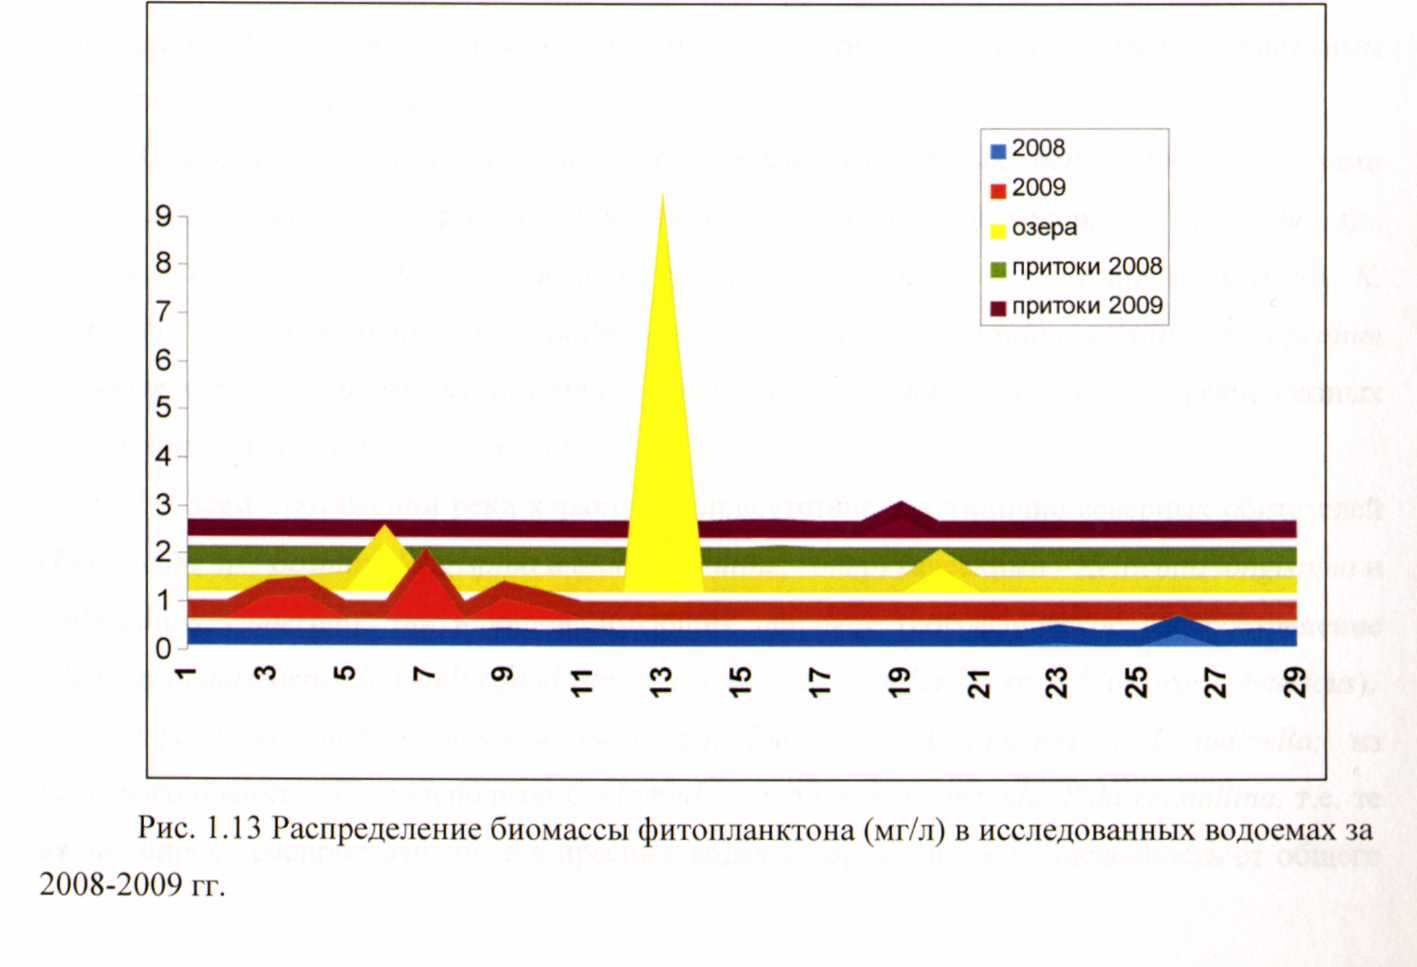 2008
2009
озера
притоки 2008
притоки 2009
9
8
7
6
5
4
3
2
1
0
1 3 5 7 9 11 13 15 17 19 21 23 25 27 29
Рис. 1.13 Распределение биомассы фитопланктона (мг/л) в исследованных водоемах за
2008-2009 гг.